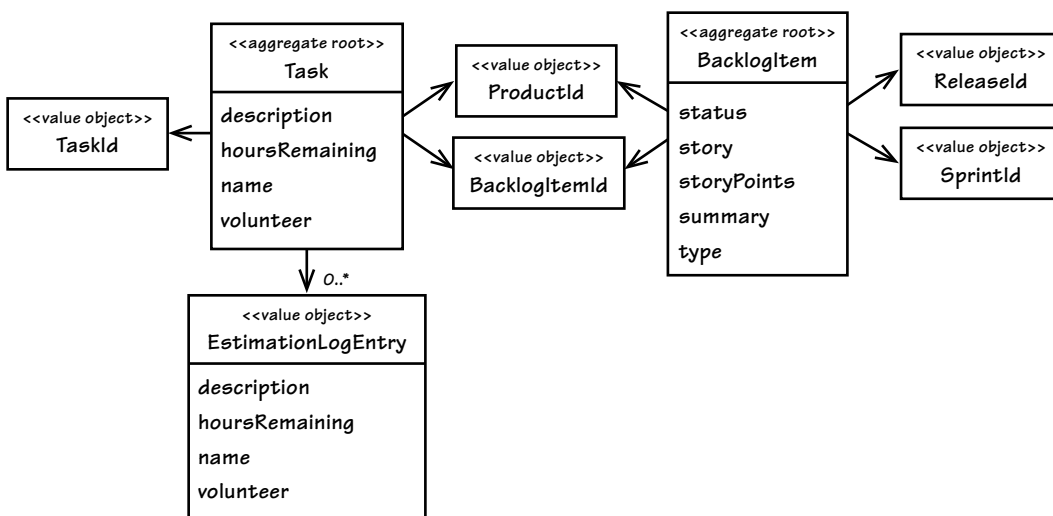 <<aggregate root>>
Task
description
hoursRemaining
name
volunteer
<<value object>>
TaskId
<<value object>>
ProductId
<<value object>>
BacklogItemId
<<aggregate root>>
BacklogItem
status
story
storyPoints
summary
type
<<value object>>
ReleaseId
<<value object>>
SprintId
0..*
<<value object>>
EstimationLogEntry
description
hoursRemaining
name
volunteer